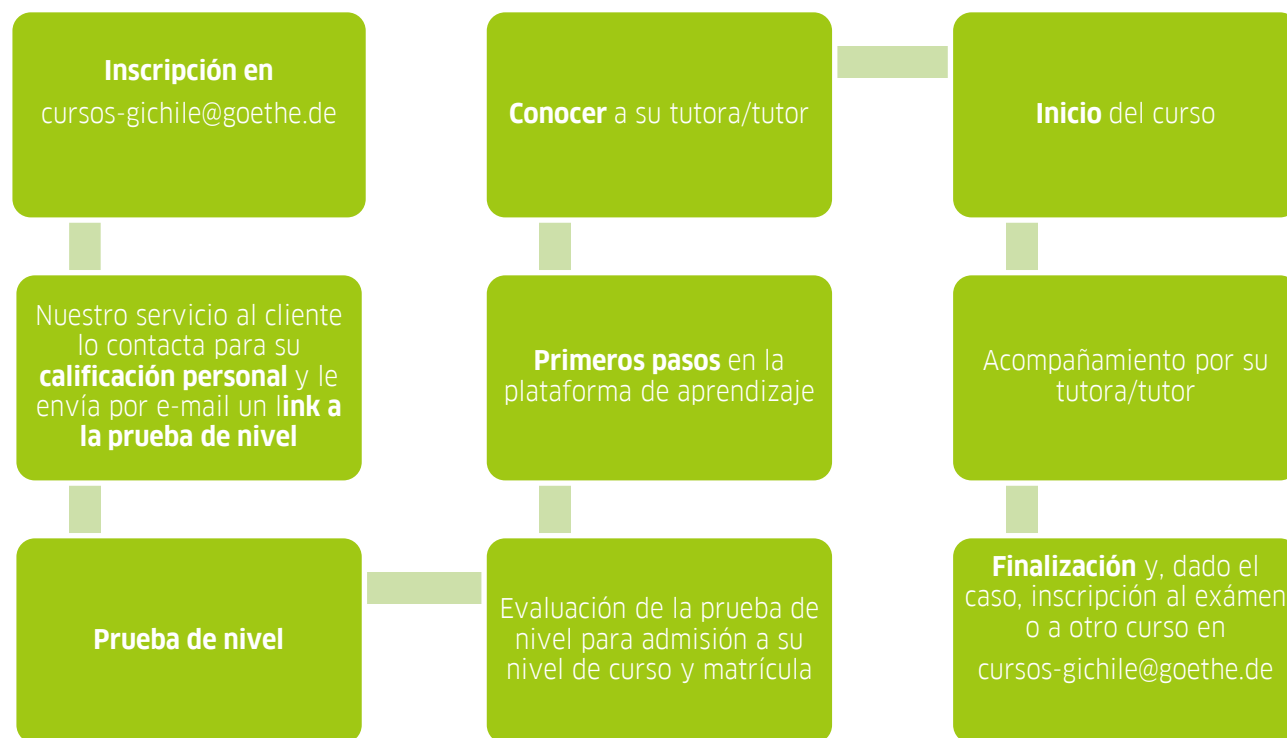 Inscripción en
cursos-gichile@goethe.de
Nuestro servicio al cliente
lo contacta para su
calificación personal y le
envía por e-mail un link a
la prueba de nivel
Prueba de nivel
Evaluación de la prueba de
nivel para admisión a su
nivel de curso y matrícula
Primeros pasos en la
plataforma de aprendizaje
Conocer a su tutora/tutor
Inicio del curso
Acompañamiento por su
tutora/tutor
Finalización y, dado el
caso, inscripción al exámen
o a otro curso en
cursos-gichile@goethe.de